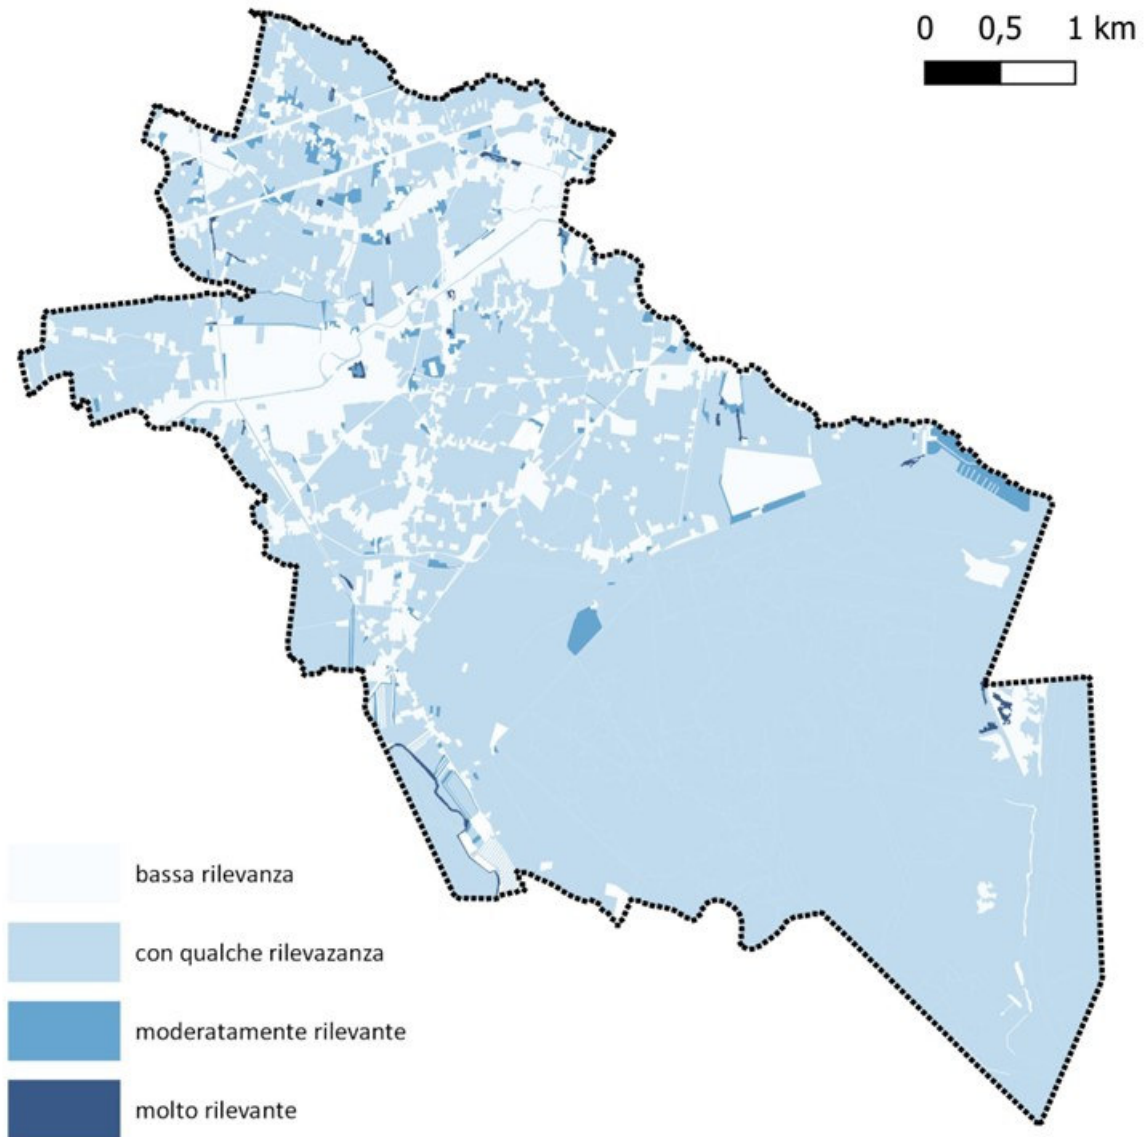 0 0,5 1 km
bassa rilevanza
con qualche rilevazanza
moderatamente rilevante
molto rilevante